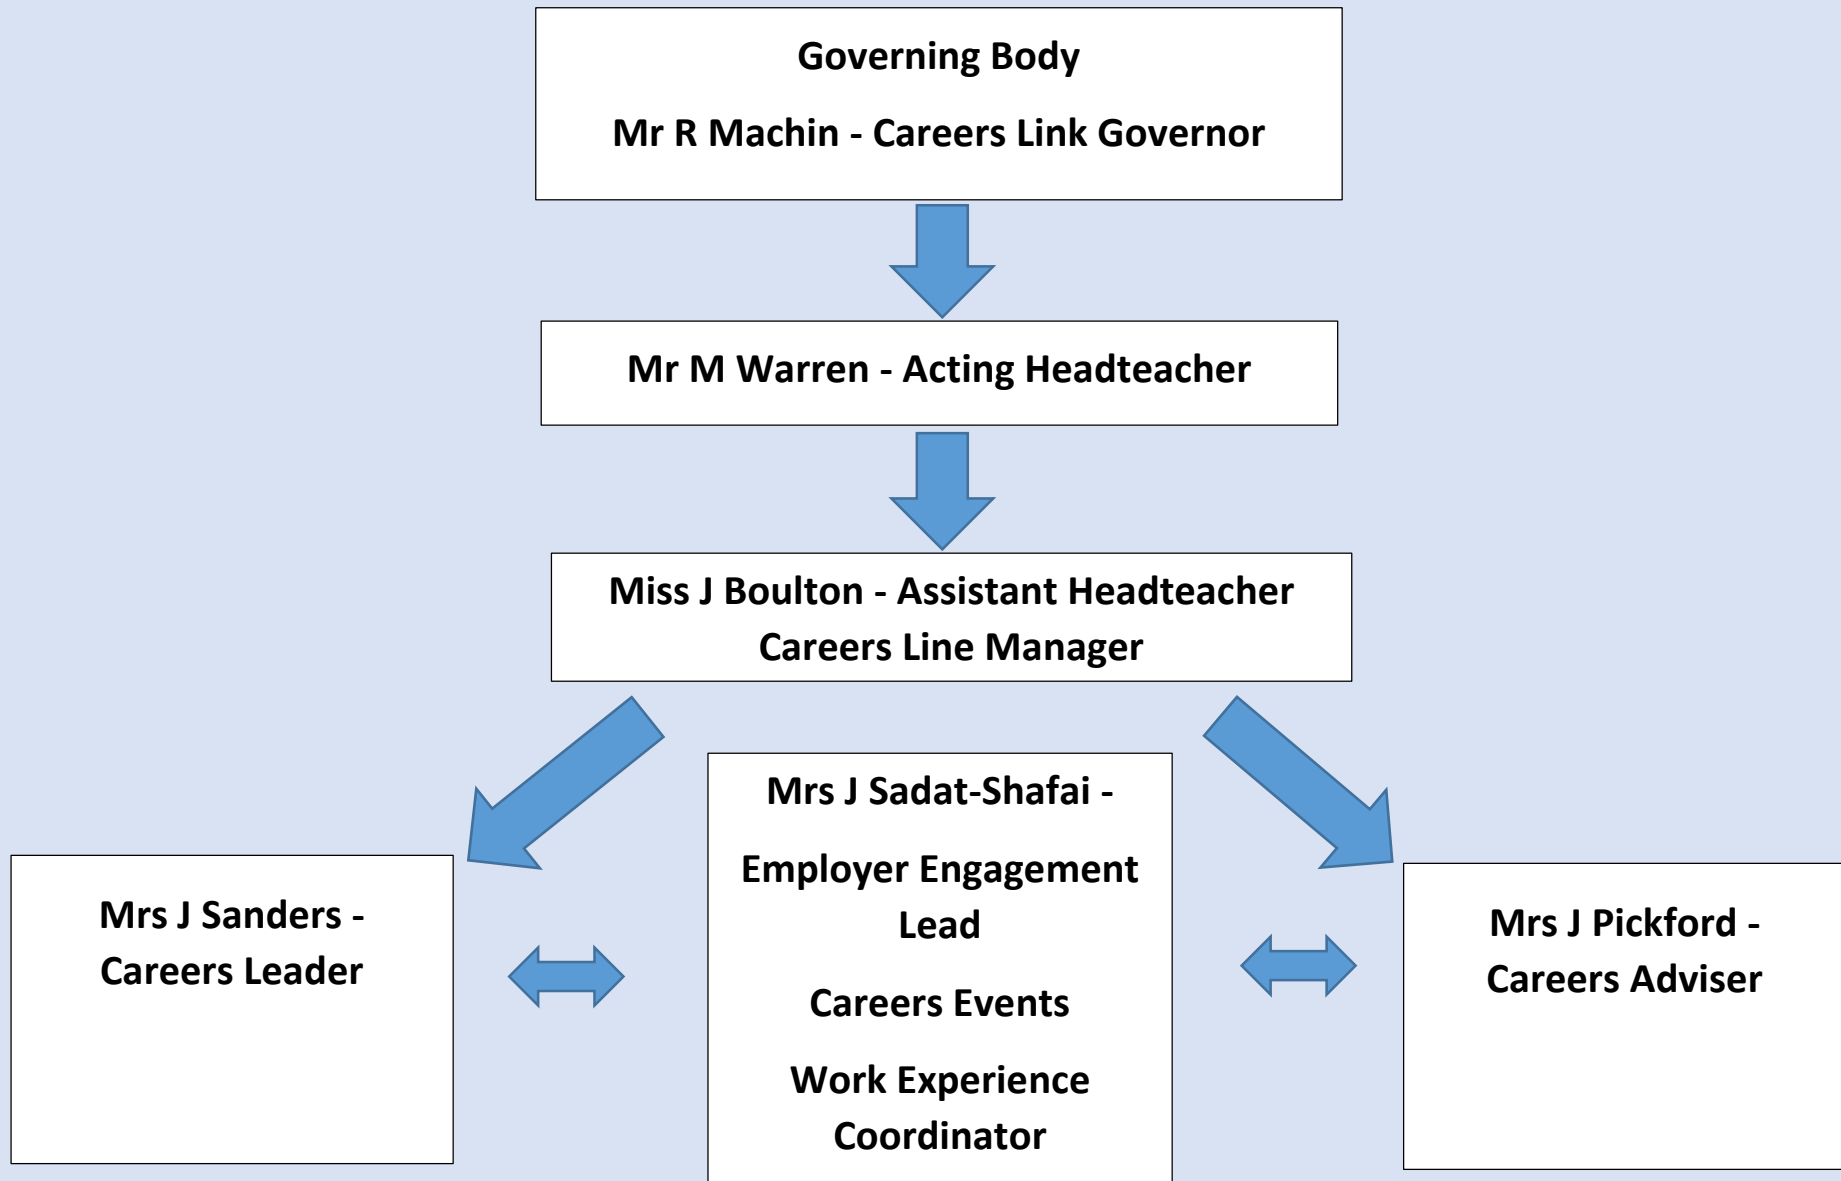 Governing Body
Mr R Machin - Careers Link Governor
Mr M Warren - Acting Headteacher
Miss J Boulton - Assistant Headteacher
Careers Line Manager
Mrs J Sanders -
Careers Leader
Mrs J Sadat-Shafai -
Employer Engagement
Lead
Careers Events
Work Experience
Coordinator
Mrs J Pickford -
Careers Adviser